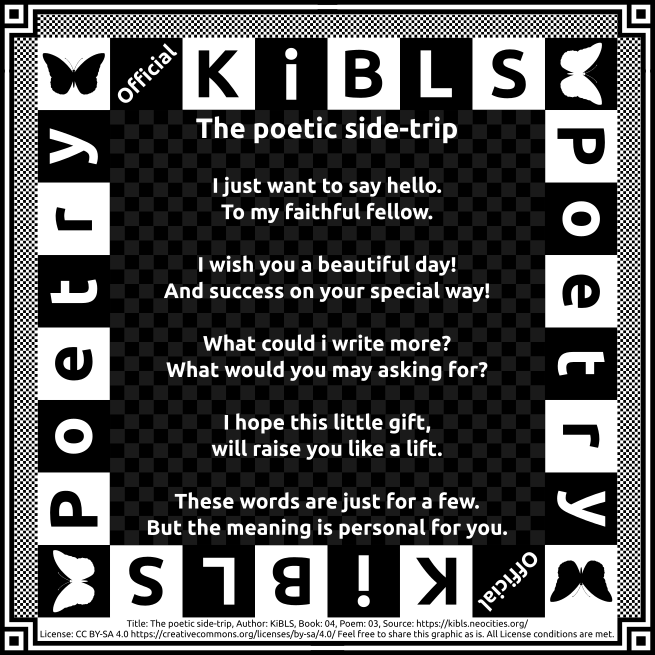 Official KiBLS
Poetry
Poetry
The poetic side-trip
I just want to say hello.
To my faithful fellow.
I wish you a beautiful day!
And success on your special way!
What could i write more?
What would you may asking for?
I hope this little gift,
will raise you like a lift.
These words are just for a few.
But the meaning is personal for you.
Official KiBLS
Title: The poetic side-trip, Author: KiBLS, Book: 04, Poem: 03, Source: https://kibls.neocities.org/
License: CC BY-SA 4.0 https://creativecommons.org/licenses/by-sa/4.0/ Feel free to share this graphic as is. All License conditions are met.